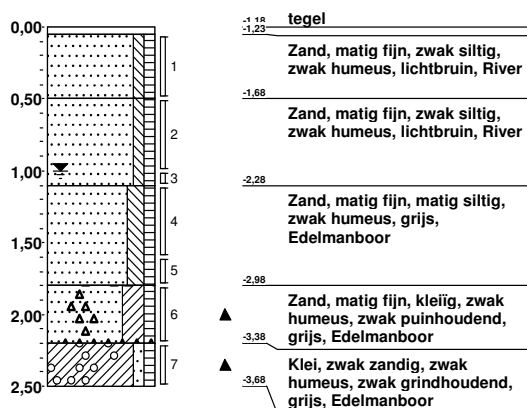 0,00
0,50
1,00
1,50
2,00
2,50
1
2
3
4
5
6
7
-1,18
tegel
-1,23
Zand, matig fijn, zwak siltig,
zwak humeus, lichtbruin, River
-1,68
Zand, matig fijn, zwak siltig,
zwak humeus, lichtbruin, River
-2,28
Zand, matig fijn, matig siltig,
zwak humeus, grijs,
Edelmanboor
-2,98
Zand, matig fijn, kleiïg, zwak
humeus, zwak puinhoudend,
grijs, Edelmanboor
-3,38
Klei, zwak zandig, zwak
humeus, zwak grindhoudend,
grijs, Edelmanboor
-3,68